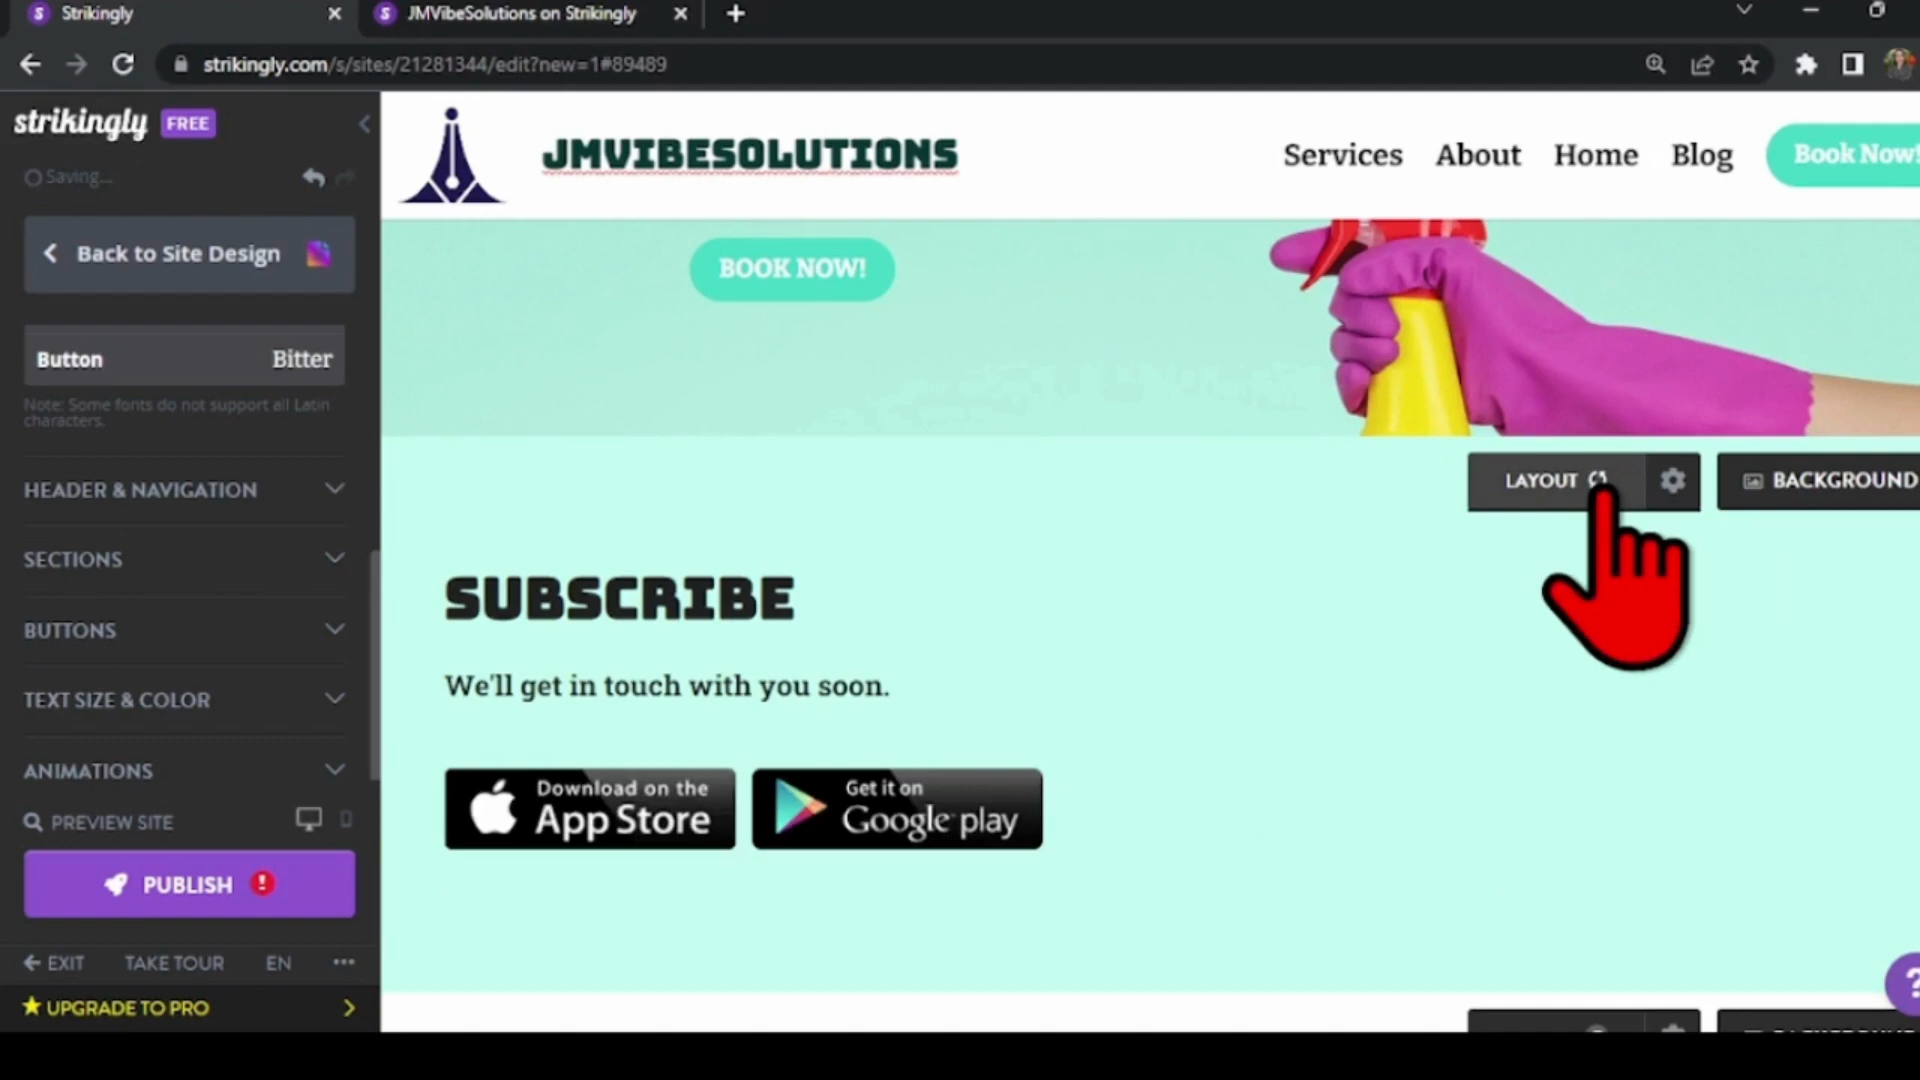 Strikingly
JMVibeSolutions on Strikingly
strikingly.com/s/sites/21281344/edit?new=1#89489
strikingly FREE
Saving...
Back to Site Design
Button Bitter
Note: Some fonts do not support all Latin
characters.
HEADER & NAVIGATION
SECTIONS
BUTTONS
TEXT SIZE & COLOR
ANIMATIONS
PREVIEW SITE
PUBLISH !
EXIT TAKE TOUR EN ...
UPGRADE TO PRO
JMVIBESOLUTIONS
Services About Home Blog Book Now!
BOOK NOW!
LAYOUT BACKGROUND
SUBSCRIBE
We'll get in touch with you soon.
Download on the
App Store
Get it on
Google play
?